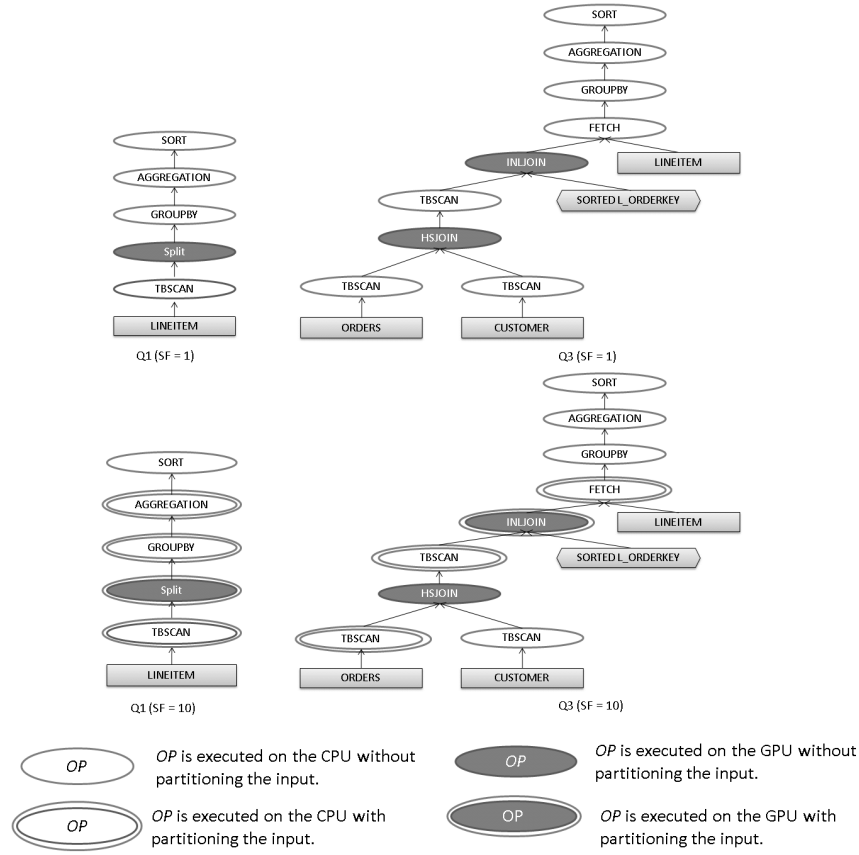 SORT
AGGREGATION
GROUPBY
Split
TBSCAN
LINEITEM
Q1 (SF = 1)
SORT
AGGREGATION
GROUPBY
FETCH
INLJOIN
LINEITEM
TBSCAN
SORTED L_ORDERKEY
HSJOIN
TBSCAN
TBSCAN
ORDERS
CUSTOMER
Q3 (SF = 1)
SORT
AGGREGATION
GROUPBY
Split
TBSCAN
LINEITEM
Q1 (SF = 10)
SORT
AGGREGATION
GROUPBY
FETCH
INLJOIN
LINEITEM
TBSCAN
SORTED L_ORDERKEY
HSJOIN
TBSCAN
TBSCAN
ORDERS
CUSTOMER
Q3 (SF = 10)
OP
OP is executed on the CPU without
partitioning the input.
OP
OP is executed on the GPU without
partitioning the input.
OP
OP is executed on the CPU with
partitioning the input.
OP
OP is executed on the GPU with
partitioning the input.